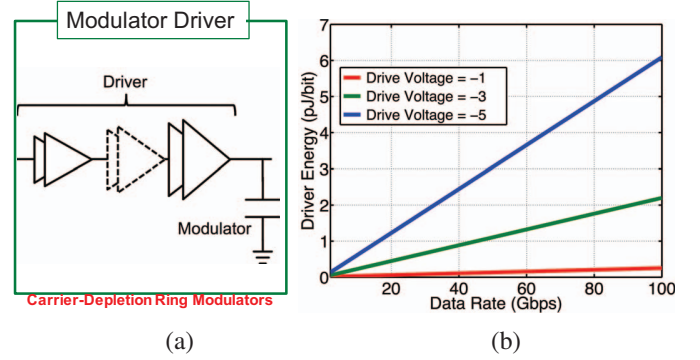 Modulator Driver
Driver
Modulator
Carrier-Depletion Ring Modulators
(a)
7
6
5
4
3
2
1
0
Driver Energy (pJ/bit)
Drive Voltage = −1
Drive Voltage = −3
Drive Voltage = −5
20 40 60 80 100
Data Rate (Gbps)
(b)